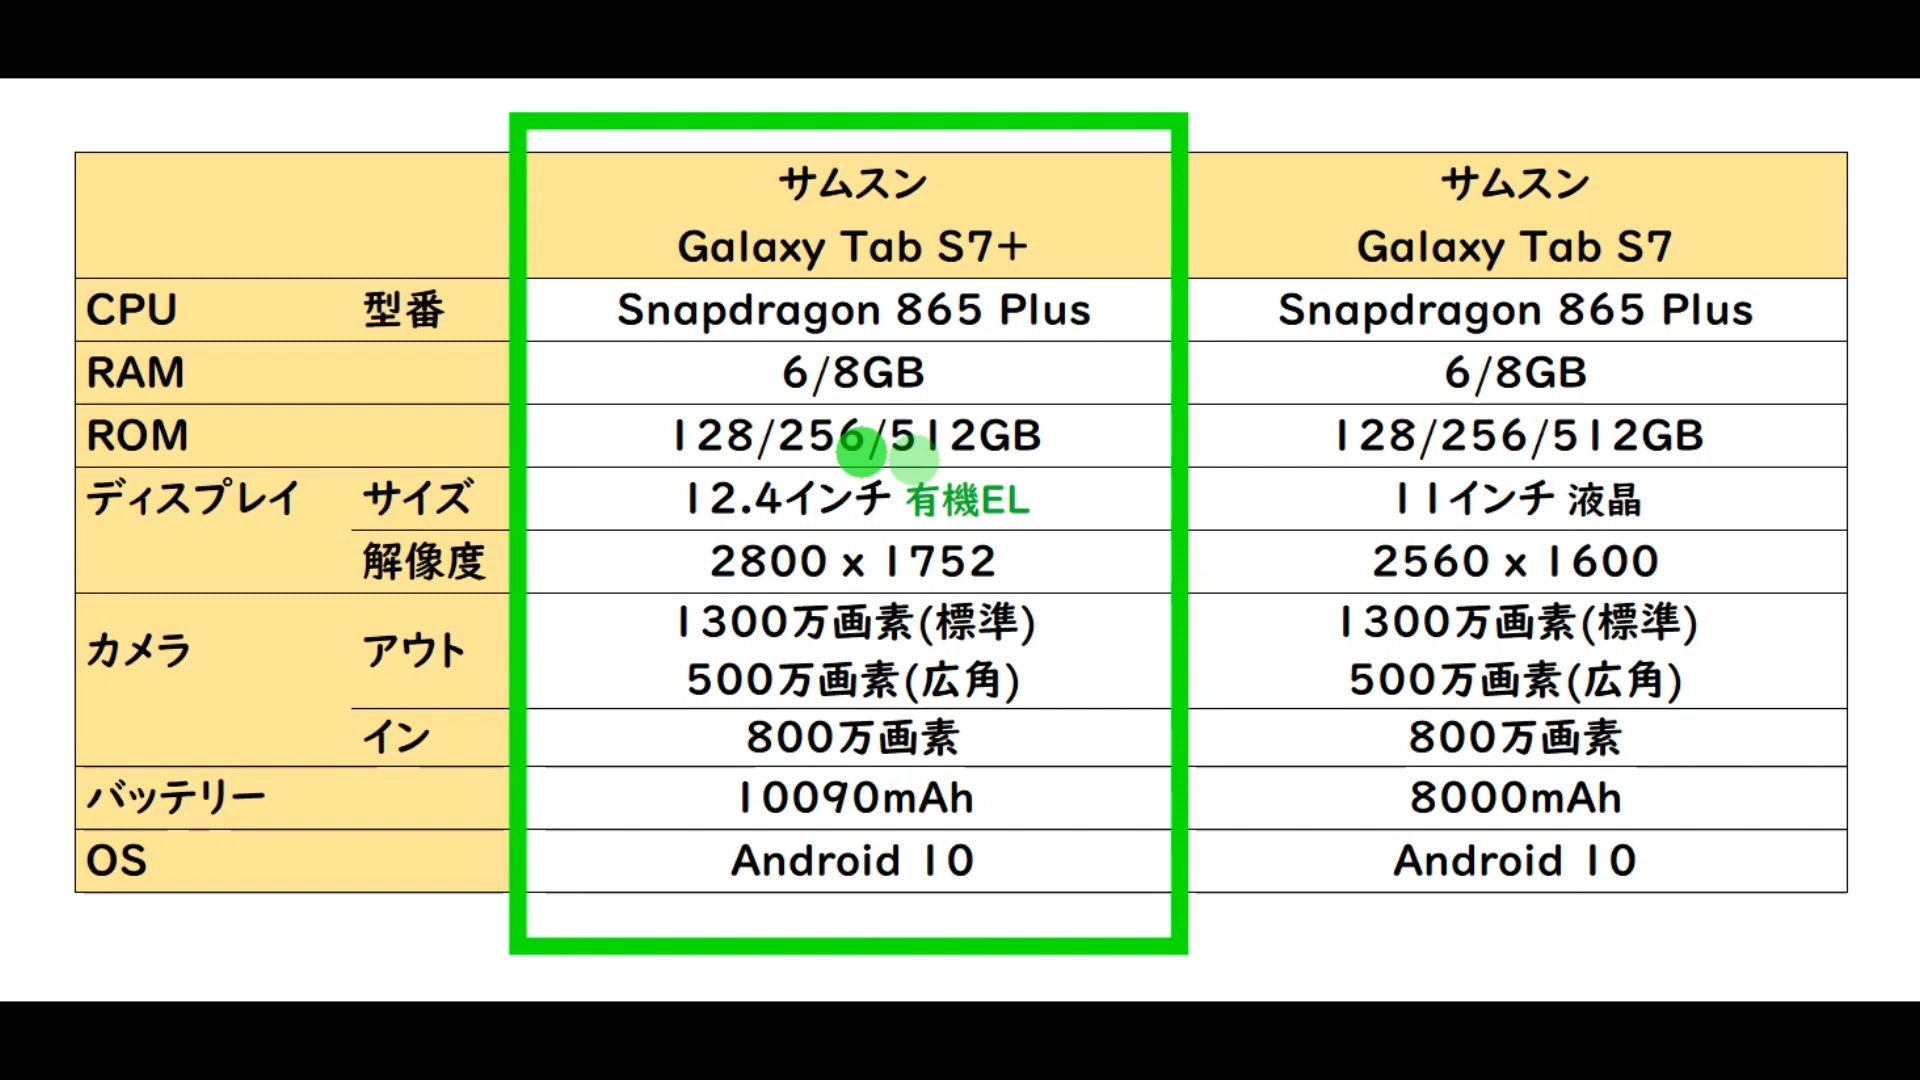 サムスン サムスン
Galaxy Tab S7+ Galaxy Tab S7
CPU 型番 Snapdragon 865 Plus Snapdragon 865 Plus
RAM 6/8GB 6/8GB
ROM 128/256/512GB 128/256/512GB
ディスプレイ サイズ 12.4インチ 有機EL 11インチ 液晶
解像度 2800 x 1752 2560 x 1600
カメラ アウト 1300万画素(標準) 1300万画素(標準)
500万画素(広角) 500万画素(広角)
イン 800万画素 800万画素
バッテリー 10090mAh 8000mAh
OS Android 10 Android 10